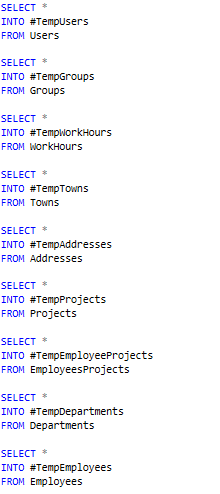 SELECT *
INTO #TempUsers
FROM Users
SELECT *
INTO #TempGroups
FROM Groups
SELECT *
INTO #TempWorkHours
FROM WorkHours
SELECT *
INTO #TempTowns
FROM Towns
SELECT *
INTO #TempAddresses
FROM Addresses
SELECT *
INTO #TempProjects
FROM Projects
SELECT *
INTO #TempEmployeeProjects
FROM EmployeesProjects
SELECT *
INTO #TempDepartments
FROM Departments
SELECT *
INTO #TempEmployees
FROM Employees